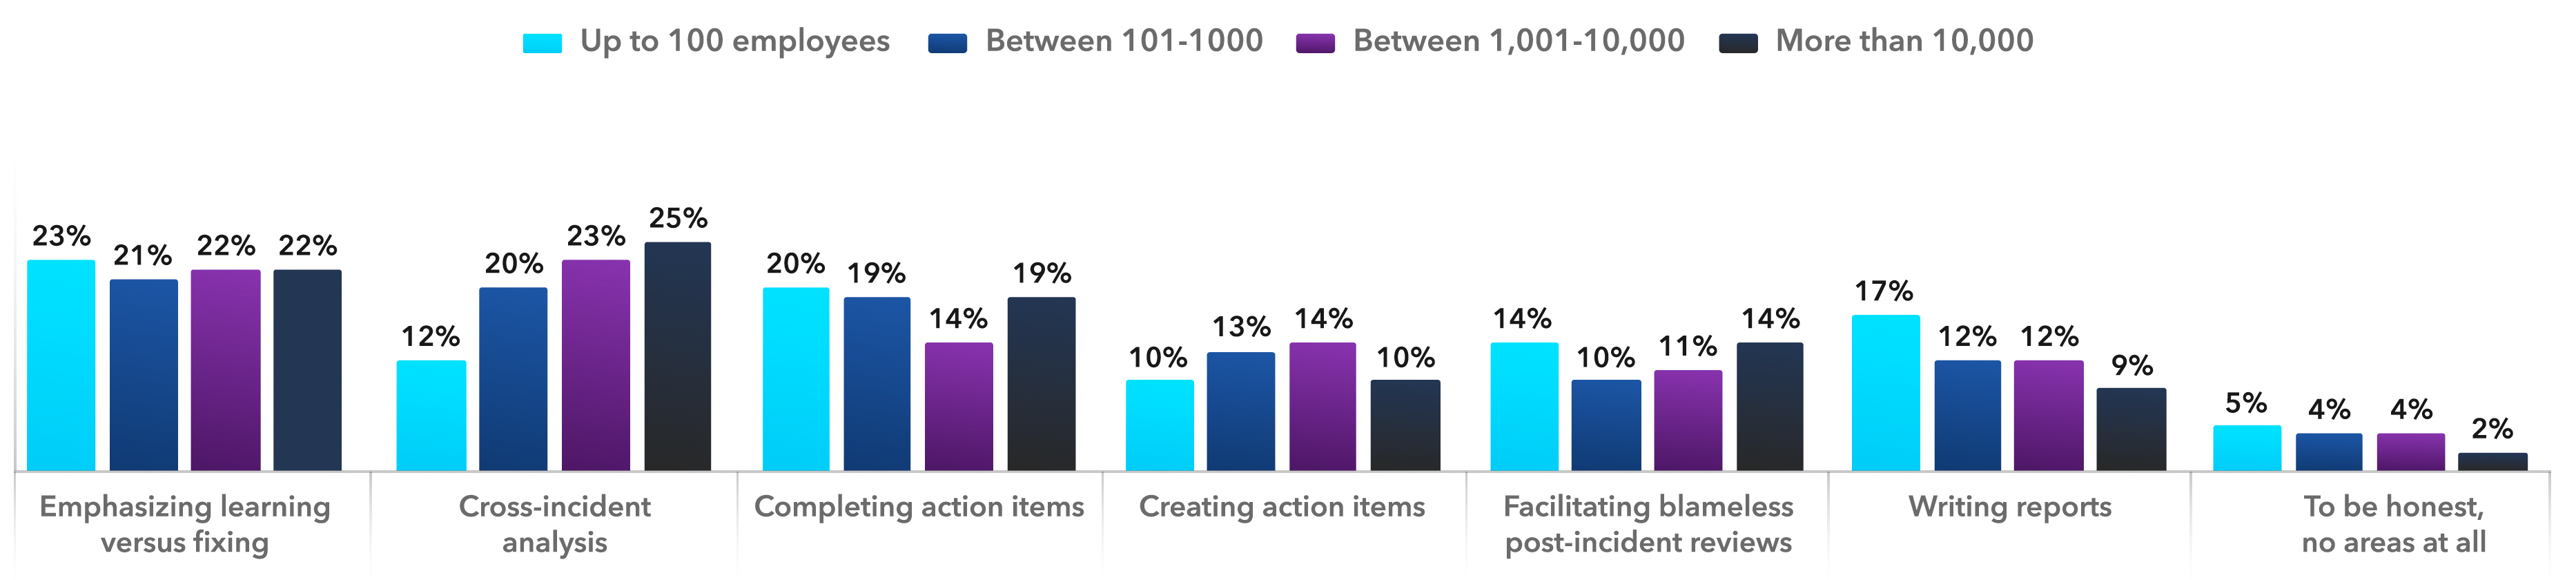 Up to 100 employees Between 101-1000 Between 1,001-10,000 More than 10,000
23% 21% 22% 22%
12% 20% 23% 25%
20% 19% 14% 19%
10% 13% 14% 10%
14% 10% 11% 14%
17% 12% 12% 9%
5% 4% 4% 2%
Emphasizing learning
versus fixing
Cross-incident
analysis
Completing action items
Creating action items
Facilitating blameless
post-incident reviews
Writing reports
To be honest,
no areas at all